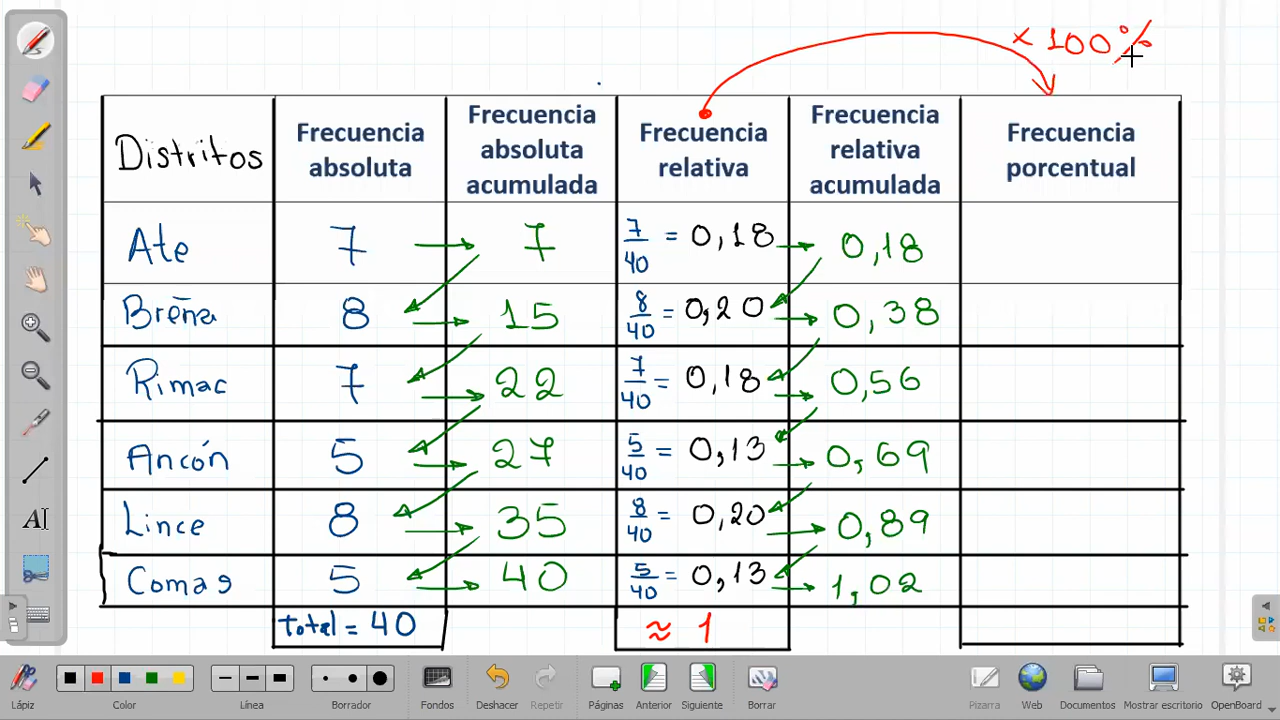 × 100%
Distritos
Frecuencia
absoluta
Frecuencia
absoluta
acumulada
Frecuencia
relativa
Frecuencia
relativa
acumulada
Frecuencia
porcentual
Ate 7 7 7/40 = 0,18 0,18
Breña 8 15 8/40 = 0,20 0,38
Rimac 7 22 7/40 = 0,18 0,56
Ancón 5 27 5/40 = 0,13 0,69
Lince 8 35 8/40 = 0,20 0,89
Comas 5 40 5/40 = 0,13 1,02
Total = 40 ≈ 1
Lápiz Color Línea Borrador Fondos Deshacer Repetir Páginas Anterior Siguiente Borrar Pizarra Web Documentos Mostrar escritorio OpenBoard